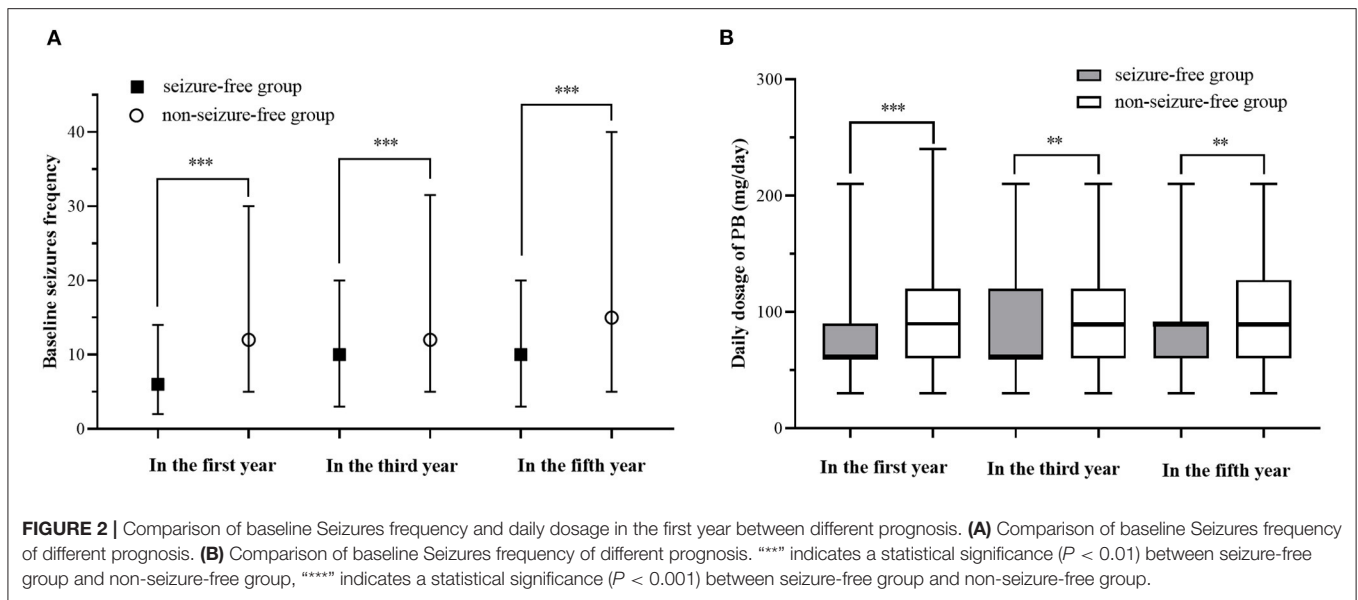 A
seizure-free group
non-seizure-free group
***
***
***
40
30
20
10
0
Baseline seizures freqency
In the first year
In the third year
In the fifth year
B
seizure-free group
non-seizure-free group
***
**
**
300
200
100
0
Daily dosage of PB (mg/day)
In the first year
In the third year
In the fifth year
FIGURE 2 | Comparison of baseline Seizures frequency and daily dosage in the first year between different prognosis. (A) Comparison of baseline Seizures frequency
of different prognosis. (B) Comparison of baseline Seizures frequency of different prognosis. “**” indicates a statistical significance (P < 0.01) between seizure-free
group and non-seizure-free group, “***” indicates a statistical significance (P < 0.001) between seizure-free group and non-seizure-free group.